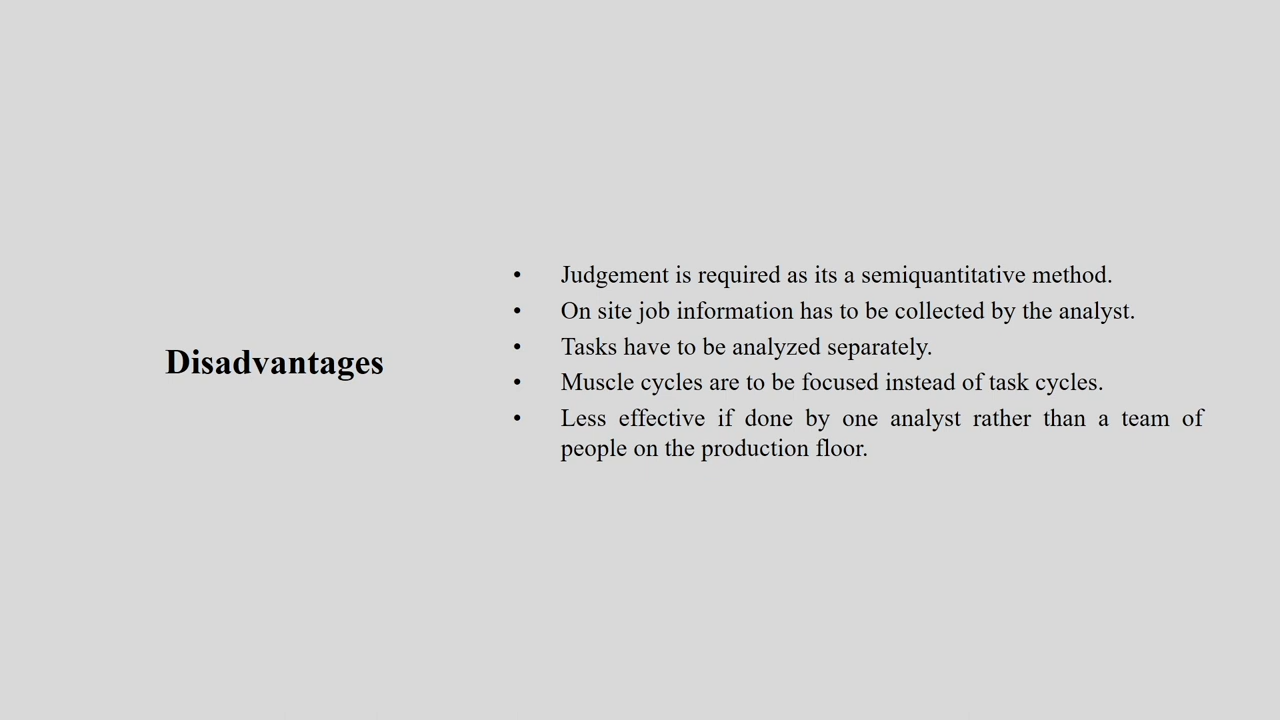 Disadvantages
• Judgement is required as its a semiquantitative method.
• On site job information has to be collected by the analyst.
• Tasks have to be analyzed separately.
• Muscle cycles are to be focused instead of task cycles.
• Less effective if done by one analyst rather than a team of
people on the production floor.